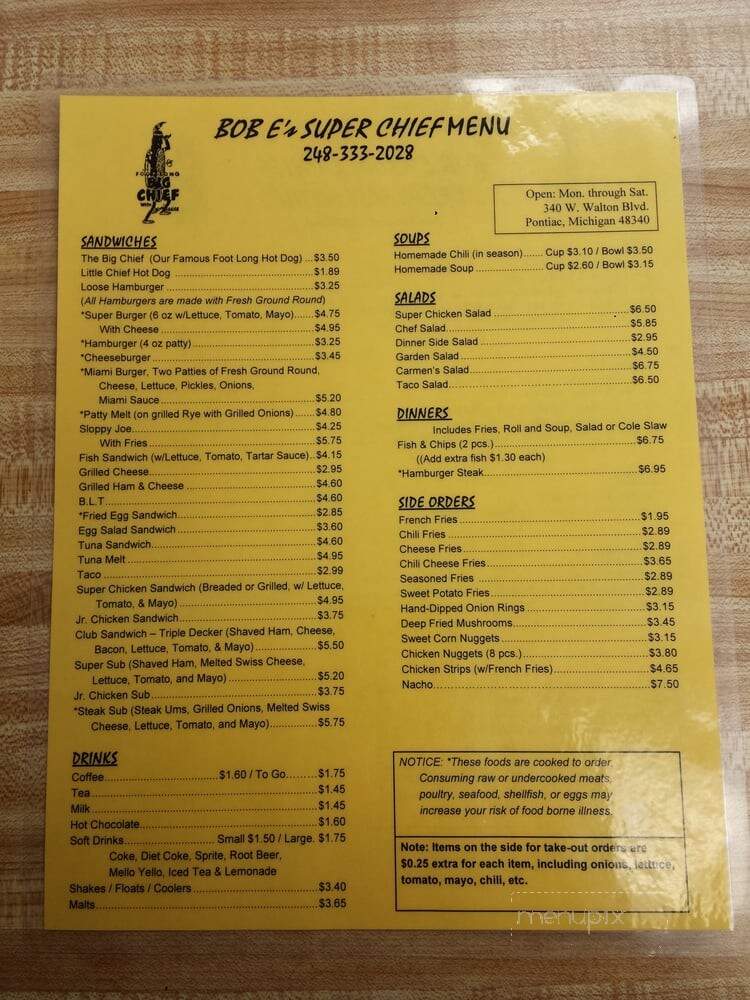 BOB E's SUPER CHIEF MENU
248-333-2028
FOOT LONG
BIG
CHIEF
WITH
Open: Mon. through Sat.
340 W. Walton Blvd.
Pontiac, Michigan 48340
SANDWICHES
The Big Chief (Our Famous Foot Long Hot Dog) ...$3.50
Little Chief Hot Dog ...$1.89
Loose Hamburger ...$3.25
(All Hamburgers are made with Fresh Ground Round)
*Super Burger (6 oz w/Lettuce, Tomato, Mayo)......$4.75
With Cheese ...$4.95
*Hamburger (4 oz patty)...$3.25
*Cheeseburger...$3.45
*Miami Burger, Two Patties of Fresh Ground Round,
Cheese, Lettuce, Pickles, Onions,
Miami Sauce...$5.20
*Patty Melt (on grilled Rye with Grilled Onions) ......$4.80
Sloppy Joe...$4.25
With Fries...$5.75
Fish Sandwich (w/Lettuce, Tomato, Tartar Sauce)..$4.15
Grilled Cheese...$2.95
Grilled Ham & Cheese ...$4.60
B.L.T...$4.60
*Fried Egg Sandwich...$2.85
Egg Salad Sandwich...$3.60
Tuna Sandwich...$4.60
Tuna Melt...$4.95
Taco...$2.99
Super Chicken Sandwich (Breaded or Grilled, w/ Lettuce,
Tomato, & Mayo)...$4.95
Jr. Chicken Sandwich...$3.75
Club Sandwich – Triple Decker (Shaved Ham, Cheese,
Bacon, Lettuce, Tomato, & Mayo)...$5.50
Super Sub (Shaved Ham, Melted Swiss Cheese,
Lettuce, Tomato, and Mayo)...$5.20
Jr. Chicken Sub...$3.75
*Steak Sub (Steak Ums, Grilled Onions, Melted Swiss
Cheese, Lettuce, Tomato, and Mayo)...$5.75
DRINKS
Coffee...$1.60 / To Go...$1.75
Tea...$1.45
Milk...$1.45
Hot Chocolate...$1.60
Soft Drinks...Small $1.50 / Large. $1.75
Coke, Diet Coke, Sprite, Root Beer,
Mello Yello, Iced Tea & Lemonade
Shakes / Floats / Coolers...$3.40
Malts...$3.65
SOUPS
Homemade Chili (in season)...... Cup $3.10 / Bowl $3.50
Homemade Soup ... Cup $2.60 / Bowl $3.15
SALADS
Super Chicken Salad ...$6.50
Chef Salad...$5.85
Dinner Side Salad ...$2.95
Garden Salad ...$4.50
Carmen's Salad...$6.75
Taco Salad...$6.50
DINNERS
Includes Fries, Roll and Soup, Salad or Cole Slaw
Fish & Chips (2 pcs.)...$6.75
((Add extra fish $1.30 each)
*Hamburger Steak...$6.95
SIDE ORDERS
French Fries ...$1.95
Chili Fries ...$2.89
Cheese Fries...$2.89
Chili Cheese Fries...$3.65
Seasoned Fries ...$2.89
Sweet Potato Fries...$2.89
Hand-Dipped Onion Rings ...$3.15
Deep Fried Mushrooms...$3.45
Sweet Corn Nuggets ...$3.15
Chicken Nuggets (8 pcs.)...$3.80
Chicken Strips (w/French Fries)...$4.65
Nacho...$7.50
NOTICE: *These foods are cooked to order.
Consuming raw or undercooked meats,
poultry, seafood, shellfish, or eggs may
increase your risk of food borne illness.
Note: Items on the side for take-out orders are
$0.25 extra for each item, including onions, lettuce,
tomato, mayo, chili, etc.
menupix